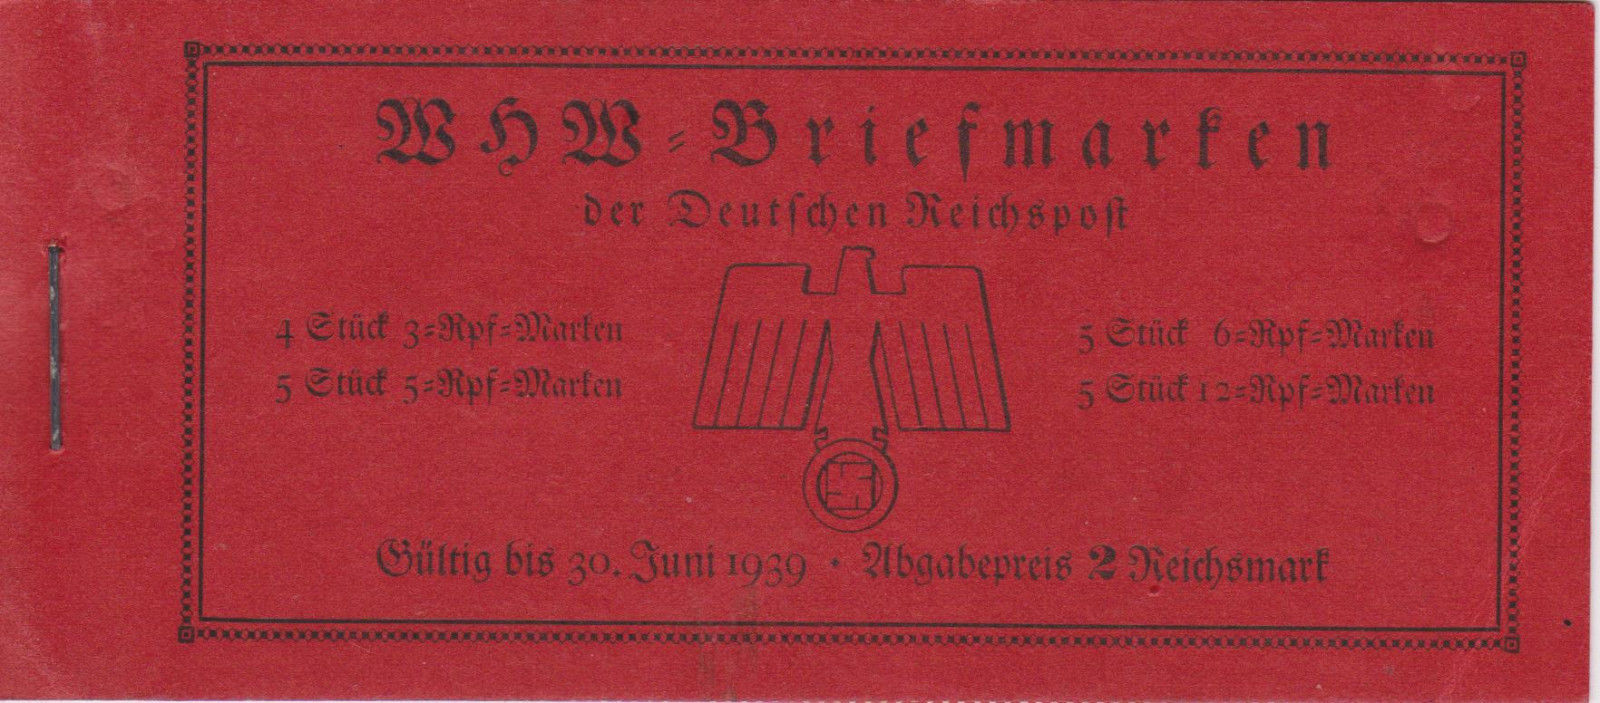 WHW-Briefmarken
der Deutschen Reichspost
4 Stück 3-Rpf-Marken
5 Stück 5-Rpf-Marken
5 Stück 6-Rpf-Marken
5 Stück 12-Rpf-Marken
Gültig bis 30. Juni 1939 · Abgabepreis 2 Reichsmark